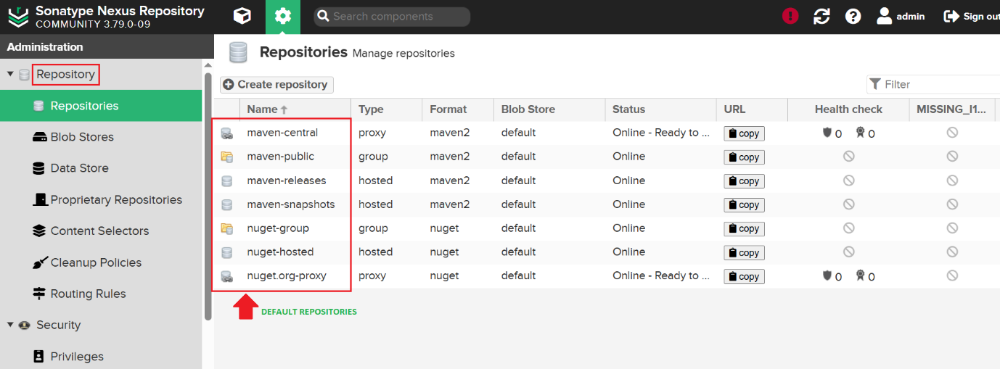 Sonatype Nexus Repository
COMMUNITY 3.79.0-09
Search components
admin
Sign out
Administration
Repository
Repositories
Blob Stores
Data Store
Proprietary Repositories
Content Selectors
Cleanup Policies
Routing Rules
Security
Privileges
Repositories Manage repositories
Create repository
Filter
Name Type Format Blob Store Status URL Health check MISSING_I1...
maven-central proxy maven2 default Online - Ready to ... copy 0 0
maven-public group maven2 default Online copy
maven-releases hosted maven2 default Online copy
maven-snapshots hosted maven2 default Online copy
nuget-group group nuget default Online copy
nuget-hosted hosted nuget default Online copy
nuget.org-proxy proxy nuget default Online - Ready to ... copy 0 0
DEFAULT REPOSITORIES